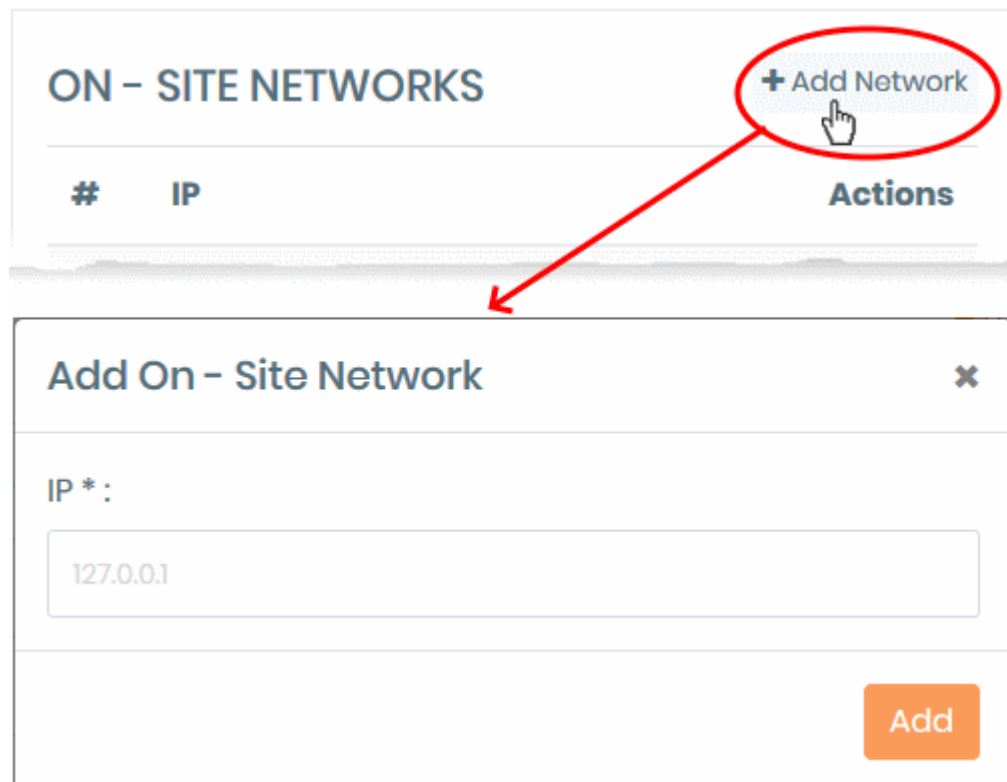 ON - SITE NETWORKS
+ Add Network
# IP Actions
Add On - Site Network ×
IP * :
127.0.0.1
Add